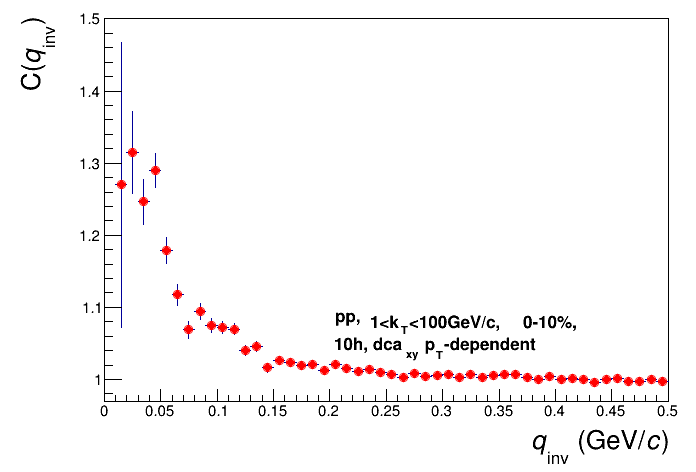 C(q_inv)
1.5
1.4
1.3
1.2
1.1
1
0 0.05 0.1 0.15 0.2 0.25 0.3 0.35 0.4 0.45 0.5
pp, 1<k_T<100GeV/c, 0-10%,
10h, dca_xy p_T-dependent
q_inv (GeV/c)